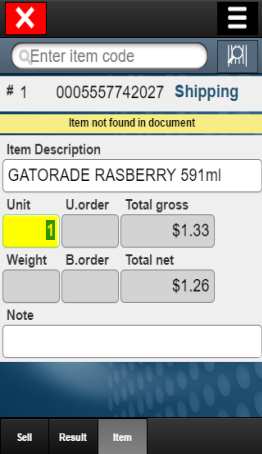 Enter item code
# 1 0005557742027 Shipping
Item not found in document
Item Description
GATORADE RASBERRY 591ml
Unit U.order Total gross
1 $1.33
Weight B.order Total net
$1.26
Note
Sell Result Item